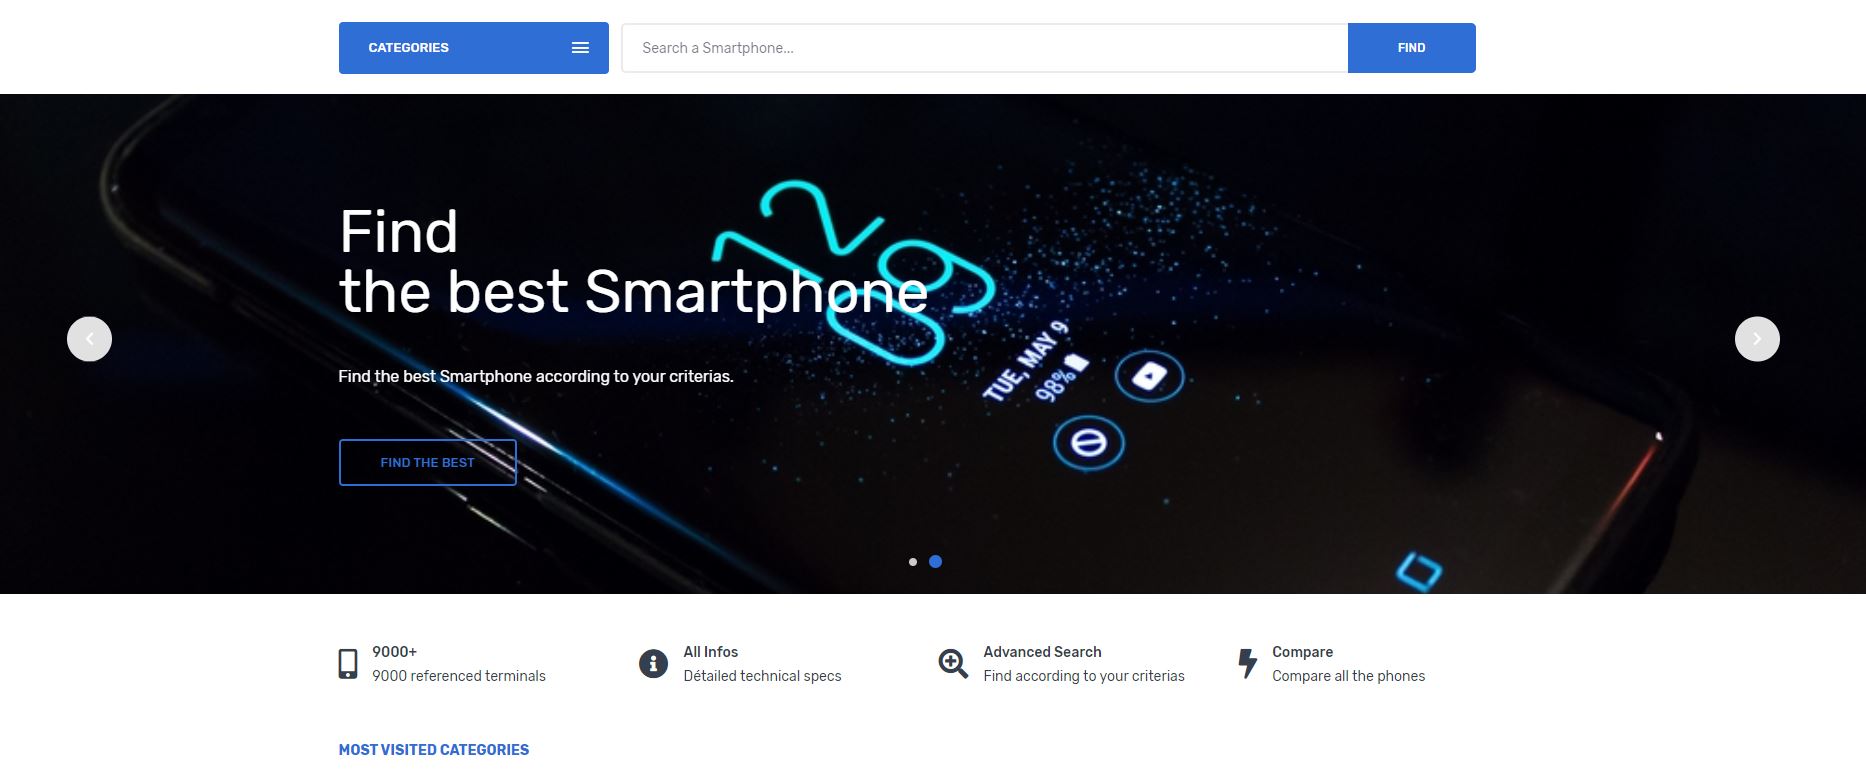 CATEGORIES
Search a Smartphone...
FIND
12
09
Find
the best Smartphone
TUE, MAY 9
98%
Find the best Smartphone according to your criterias.
FIND THE BEST
9000+
9000 referenced terminals
All Infos
Détailed technical specs
Advanced Search
Find according to your criterias
Compare
Compare all the phones
MOST VISITED CATEGORIES